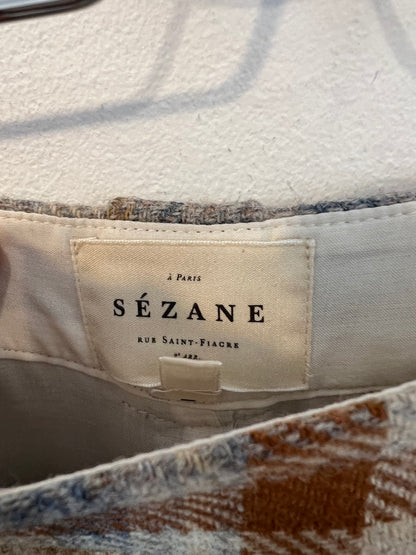 à Paris
SÉZANE
RUE SAINT-FIACRE